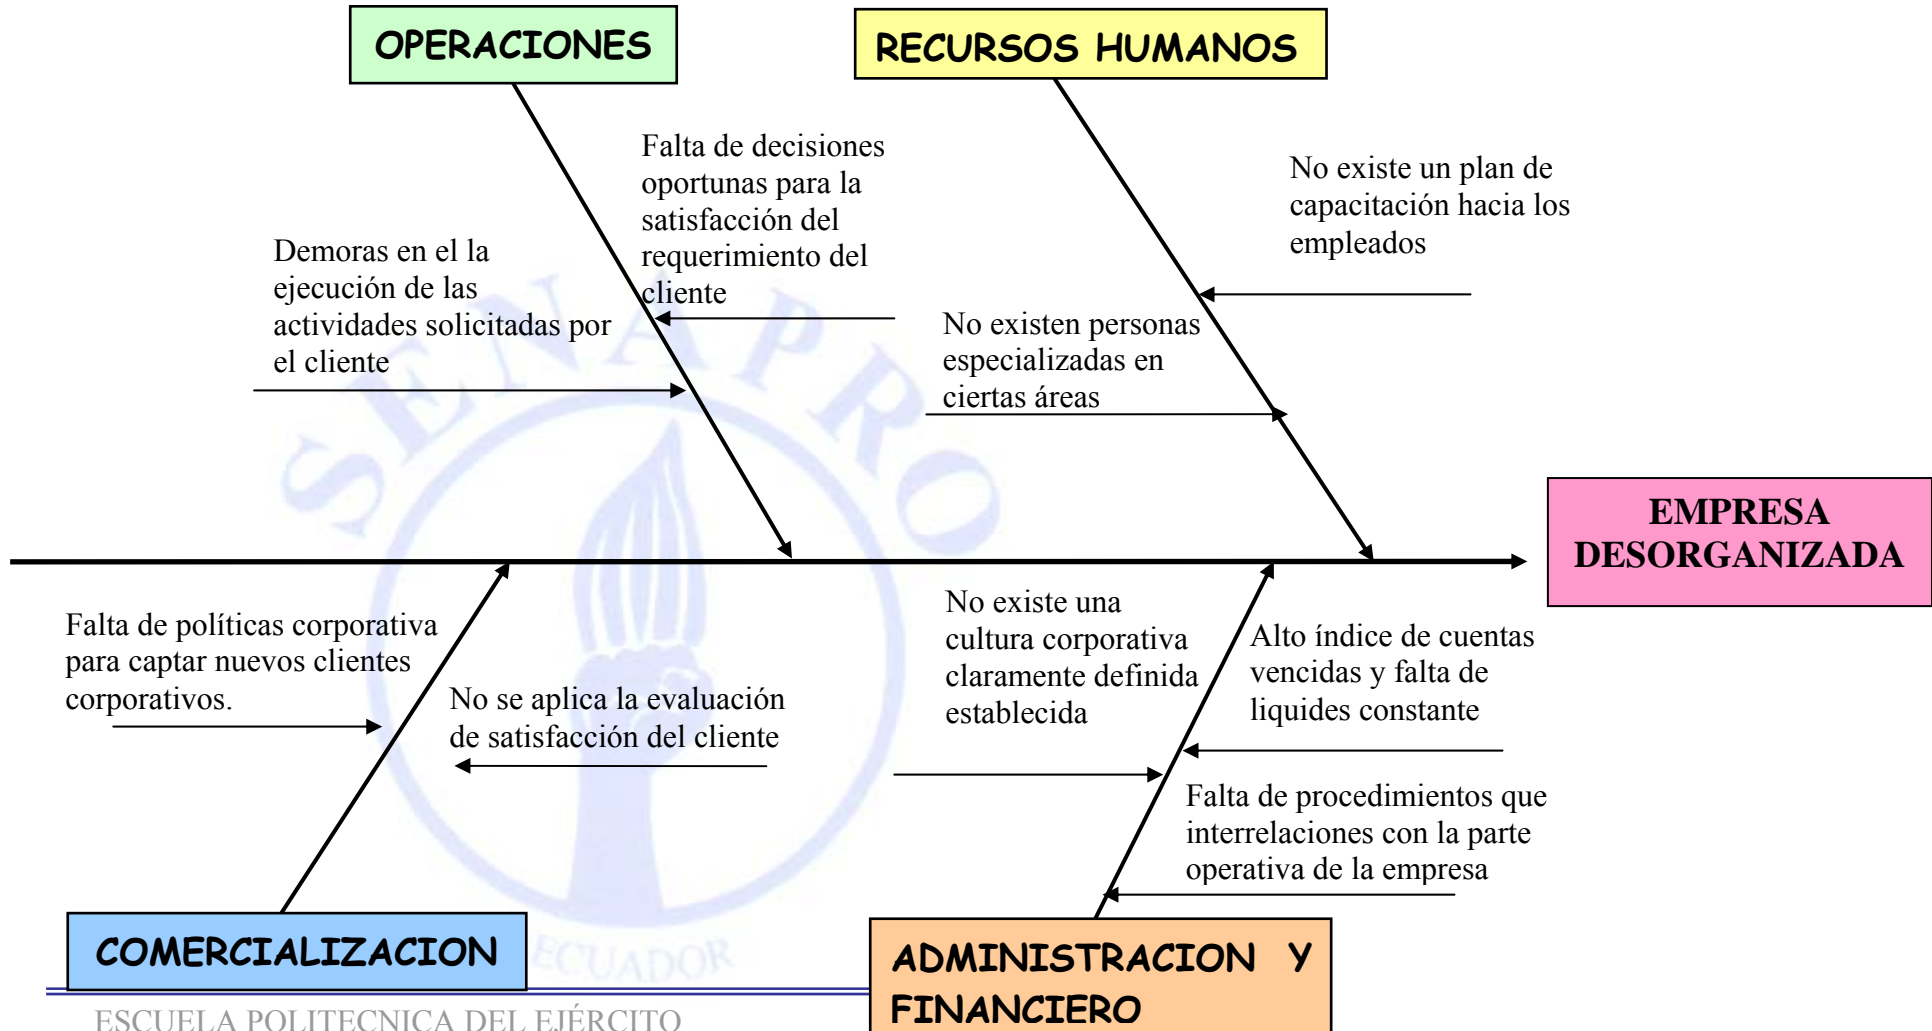 OPERACIONES
RECURSOS HUMANOS
Falta de decisiones
oportunas para la
satisfacción del
requerimiento del
cliente
No existe un plan de
capacitación hacia los
empleados
Demoras en el la
ejecución de las
actividades solicitadas por
el cliente
No existen personas
especializadas en
ciertas áreas
SENAPRO
EMPRESA
DESORGANIZADA
Falta de políticas corporativa
para captar nuevos clientes
corporativos.
No se aplica la evaluación
de satisfacción del cliente
No existe una
cultura corporativa
claramente definida
establecida
Alto índice de cuentas
vencidas y falta de
liquides constante
Falta de procedimientos que
interrelaciones con la parte
operativa de la empresa
COMERCIALIZACION
ECUADOR
ADMINISTRACION Y
FINANCIERO
ESCUELA POLITECNICA DEL EJÉRCITO